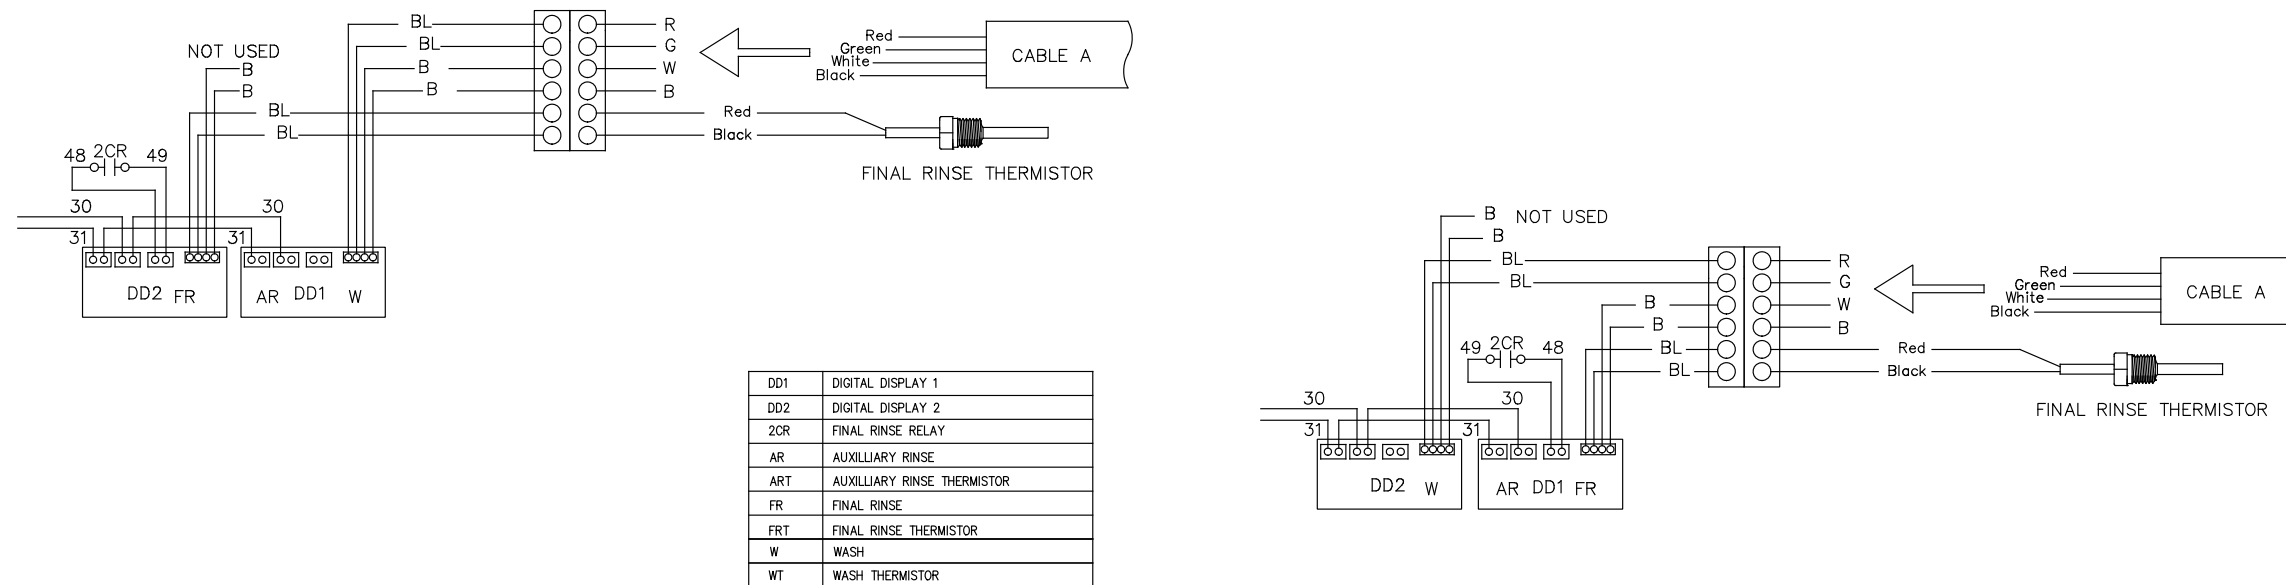 BL R
BL G
NOT USED
B B W
B B B
BL Red
BL Black
Red
Green
White
Black
CABLE A
FINAL RINSE THERMISTOR
48 2CR 49
30 30
31 31
DD2 FR AR DD1 W
DD1 DIGITAL DISPLAY 1
DD2 DIGITAL DISPLAY 2
2CR FINAL RINSE RELAY
AR AUXILLIARY RINSE
ART AUXILLIARY RINSE THERMISTOR
FR FINAL RINSE
FRT FINAL RINSE THERMISTOR
W WASH
WT WASH THERMISTOR
B NOT USED
B
BL R
BL G
B W
B B
BL Red
BL Black
Red
Green
White
Black
CABLE A
FINAL RINSE THERMISTOR
49 2CR 48
30 30
31 31
DD2 W AR DD1 FR